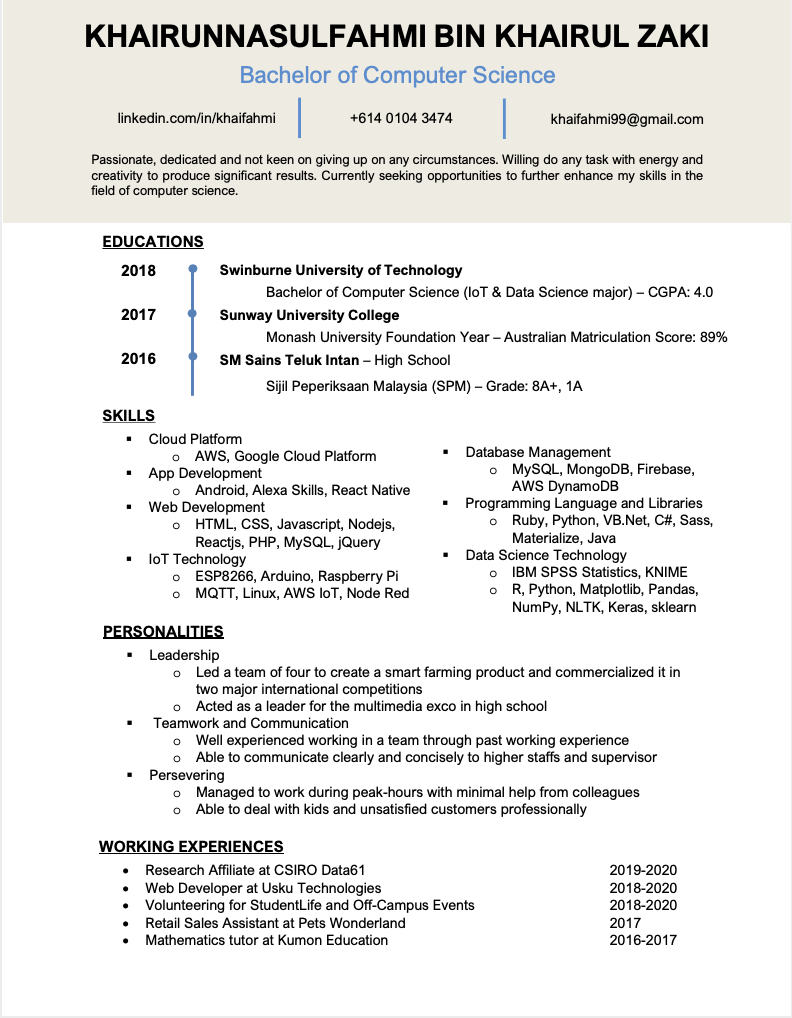 KHAIRUNNASULFAHMI BIN KHAIRUL ZAKI
Bachelor of Computer Science
linkedin.com/in/khaifahmi
+614 0104 3474
khaifahmi99@gmail.com
Passionate, dedicated and not keen on giving up on any circumstances. Willing do any task with energy and
creativity to produce significant results. Currently seeking opportunities to further enhance my skills in the
field of computer science.
EDUCATIONS
2018 Swinburne University of Technology
Bachelor of Computer Science (IoT & Data Science major) – CGPA: 4.0
2017 Sunway University College
Monash University Foundation Year – Australian Matriculation Score: 89%
2016 SM Sains Teluk Intan – High School
Sijil Peperiksaan Malaysia (SPM) – Grade: 8A+, 1A
SKILLS
▪ Cloud Platform
o AWS, Google Cloud Platform
▪ App Development
o Android, Alexa Skills, React Native
▪ Web Development
o HTML, CSS, Javascript, Nodejs,
Reactjs, PHP, MySQL, jQuery
▪ IoT Technology
o ESP8266, Arduino, Raspberry Pi
o MQTT, Linux, AWS IoT, Node Red
▪ Database Management
o MySQL, MongoDB, Firebase,
AWS DynamoDB
▪ Programming Language and Libraries
o Ruby, Python, VB.Net, C#, Sass,
Materialize, Java
▪ Data Science Technology
o IBM SPSS Statistics, KNIME
o R, Python, Matplotlib, Pandas,
NumPy, NLTK, Keras, sklearn
PERSONALITIES
▪ Leadership
o Led a team of four to create a smart farming product and commercialized it in
two major international competitions
o Acted as a leader for the multimedia exco in high school
▪ Teamwork and Communication
o Well experienced working in a team through past working experience
o Able to communicate clearly and concisely to higher staffs and supervisor
▪ Persevering
o Managed to work during peak-hours with minimal help from colleagues
o Able to deal with kids and unsatisfied customers professionally
WORKING EXPERIENCES
• Research Affiliate at CSIRO Data61 2019-2020
• Web Developer at Usku Technologies 2018-2020
• Volunteering for StudentLife and Off-Campus Events 2018-2020
• Retail Sales Assistant at Pets Wonderland 2017
• Mathematics tutor at Kumon Education 2016-2017